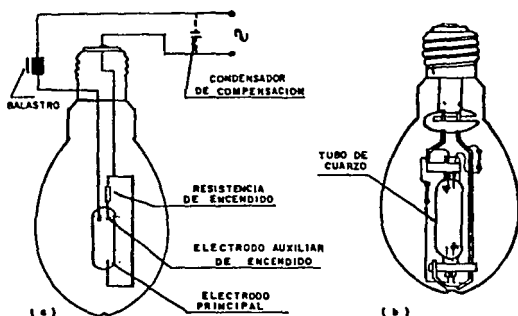 BALASTRO
CONDENSADOR
DE COMPENSACION
RESISTENCIA
DE ENCENDIDO
ELECTRODO AUXILIAR
DE ENCENDIDO
ELECTRODO
PRINCIPAL
(a)
TUBO DE
CUARZO
(b)